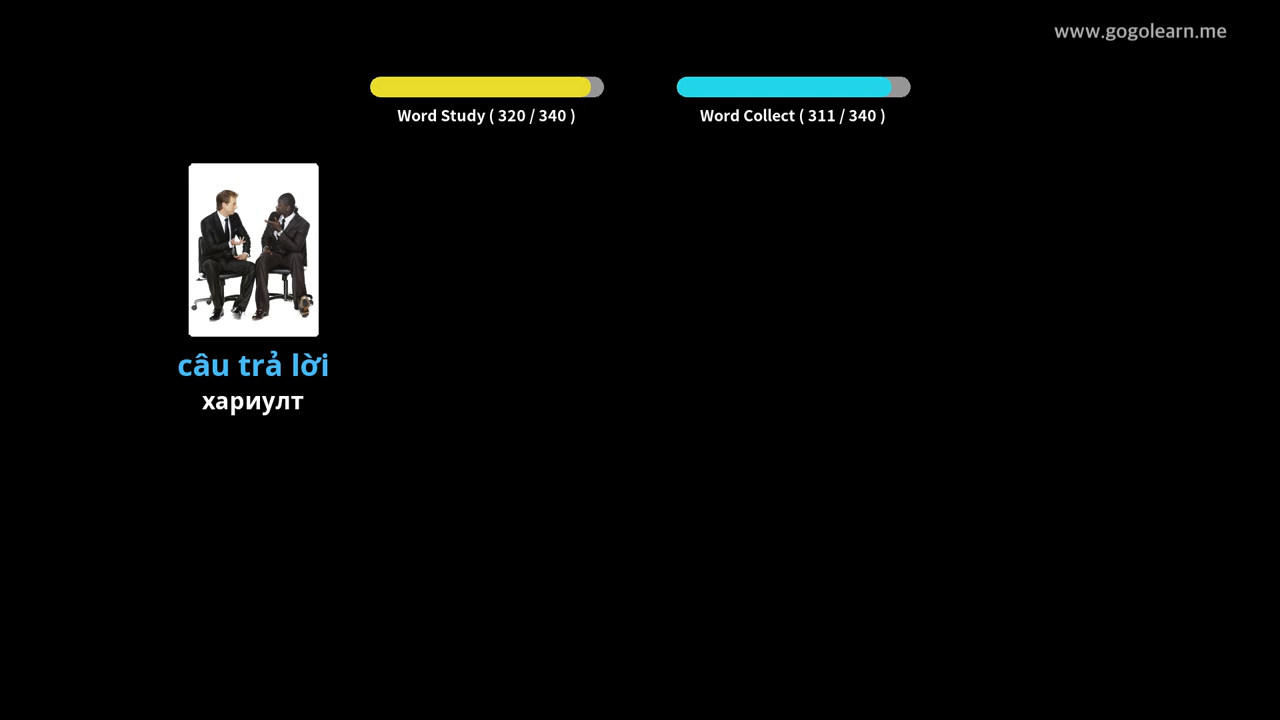 www.gogolearn.me
Word Study ( 320 / 340 )
Word Collect ( 311 / 340 )
câu trả lời
хариулт